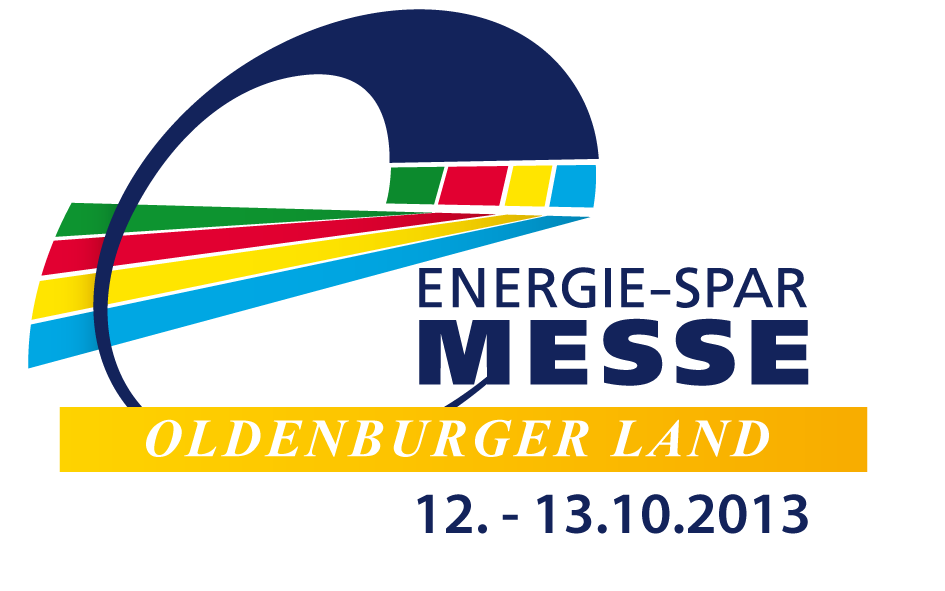 ENERGIE-SPAR
MESSE
OLDENBURGER LAND
12. - 13.10.2013